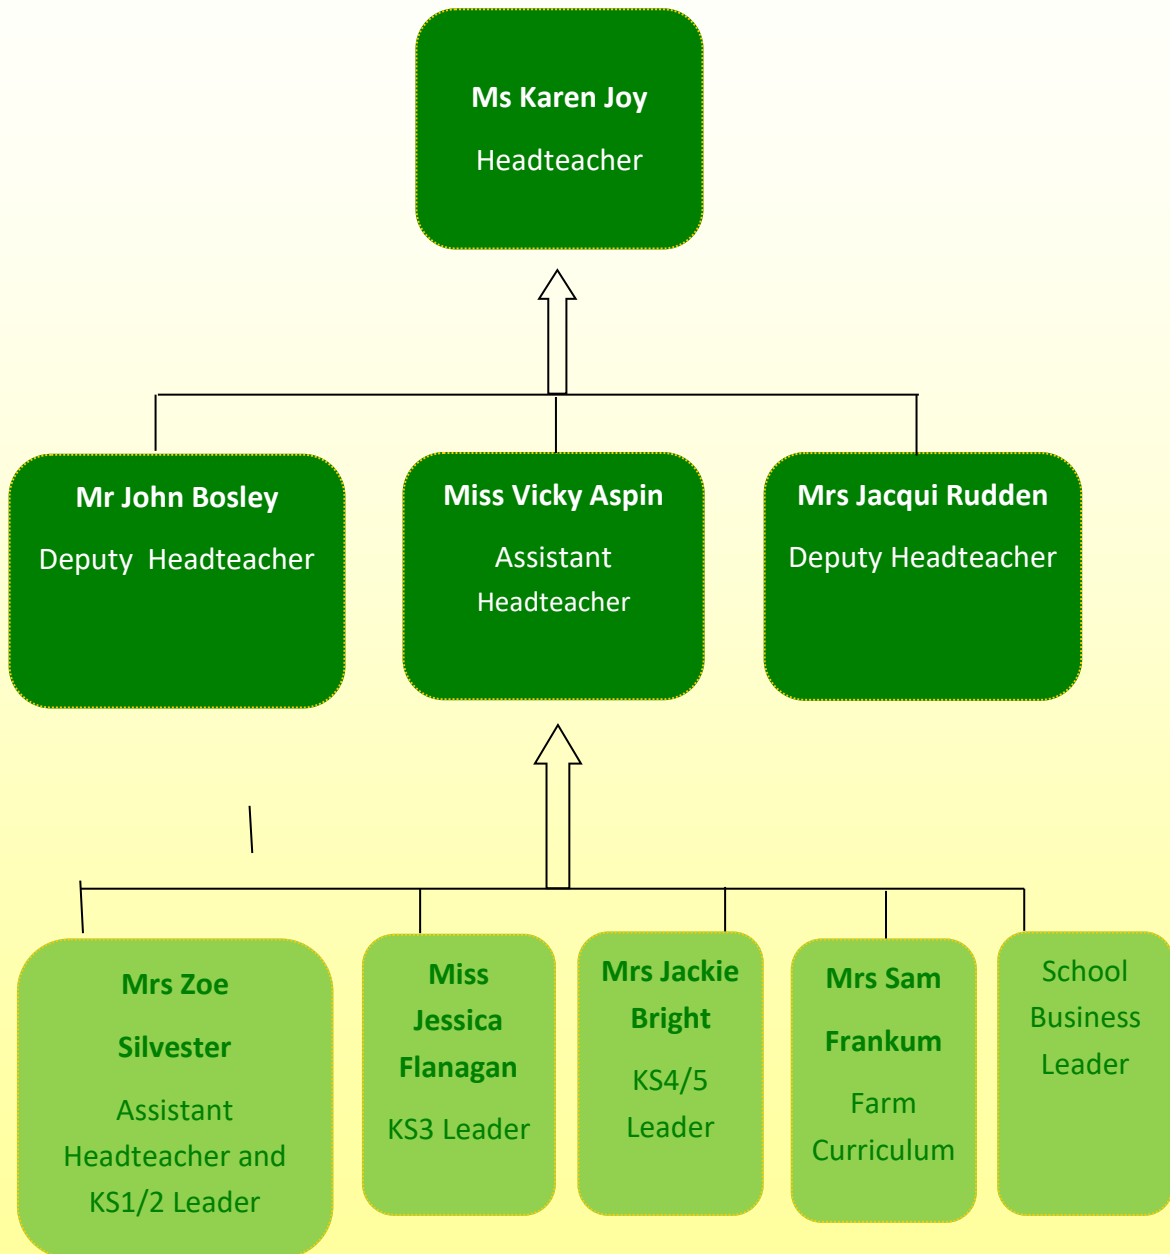 Ms Karen Joy
Headteacher
Mr John Bosley
Deputy Headteacher
Miss Vicky Aspin
Assistant
Headteacher
Mrs Jacqui Rudden
Deputy Headteacher
Mrs Zoe
Silvester
Assistant
Headteacher and
KS1/2 Leader
Miss
Jessica
Flanagan
KS3 Leader
Mrs Jackie
Bright
KS4/5
Leader
Mrs Sam
Frankum
Farm
Curriculum
School
Business
Leader